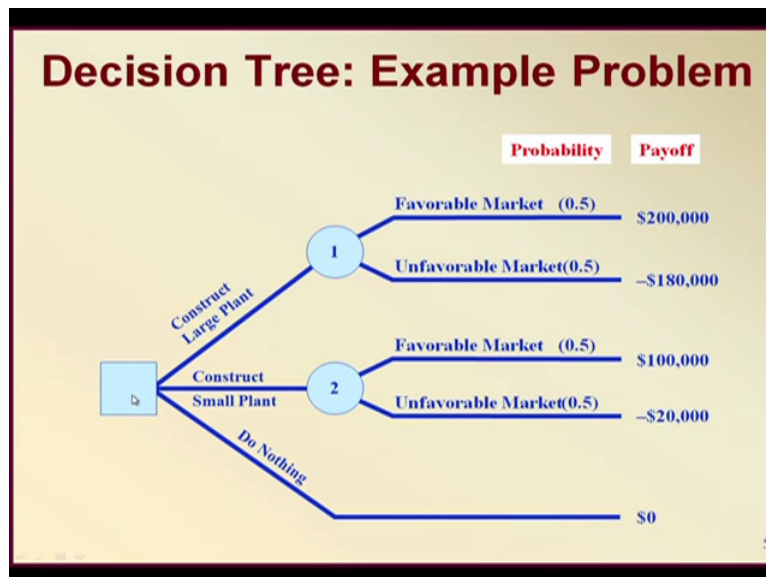 Decision Tree: Example Problem
Probability Payoff
Favorable Market (0.5) $200,000
1
Unfavorable Market(0.5) –$180,000
Construct
Large Plant
Favorable Market (0.5) $100,000
Construct
2
Small Plant
Unfavorable Market(0.5) –$20,000
Do Nothing
$0